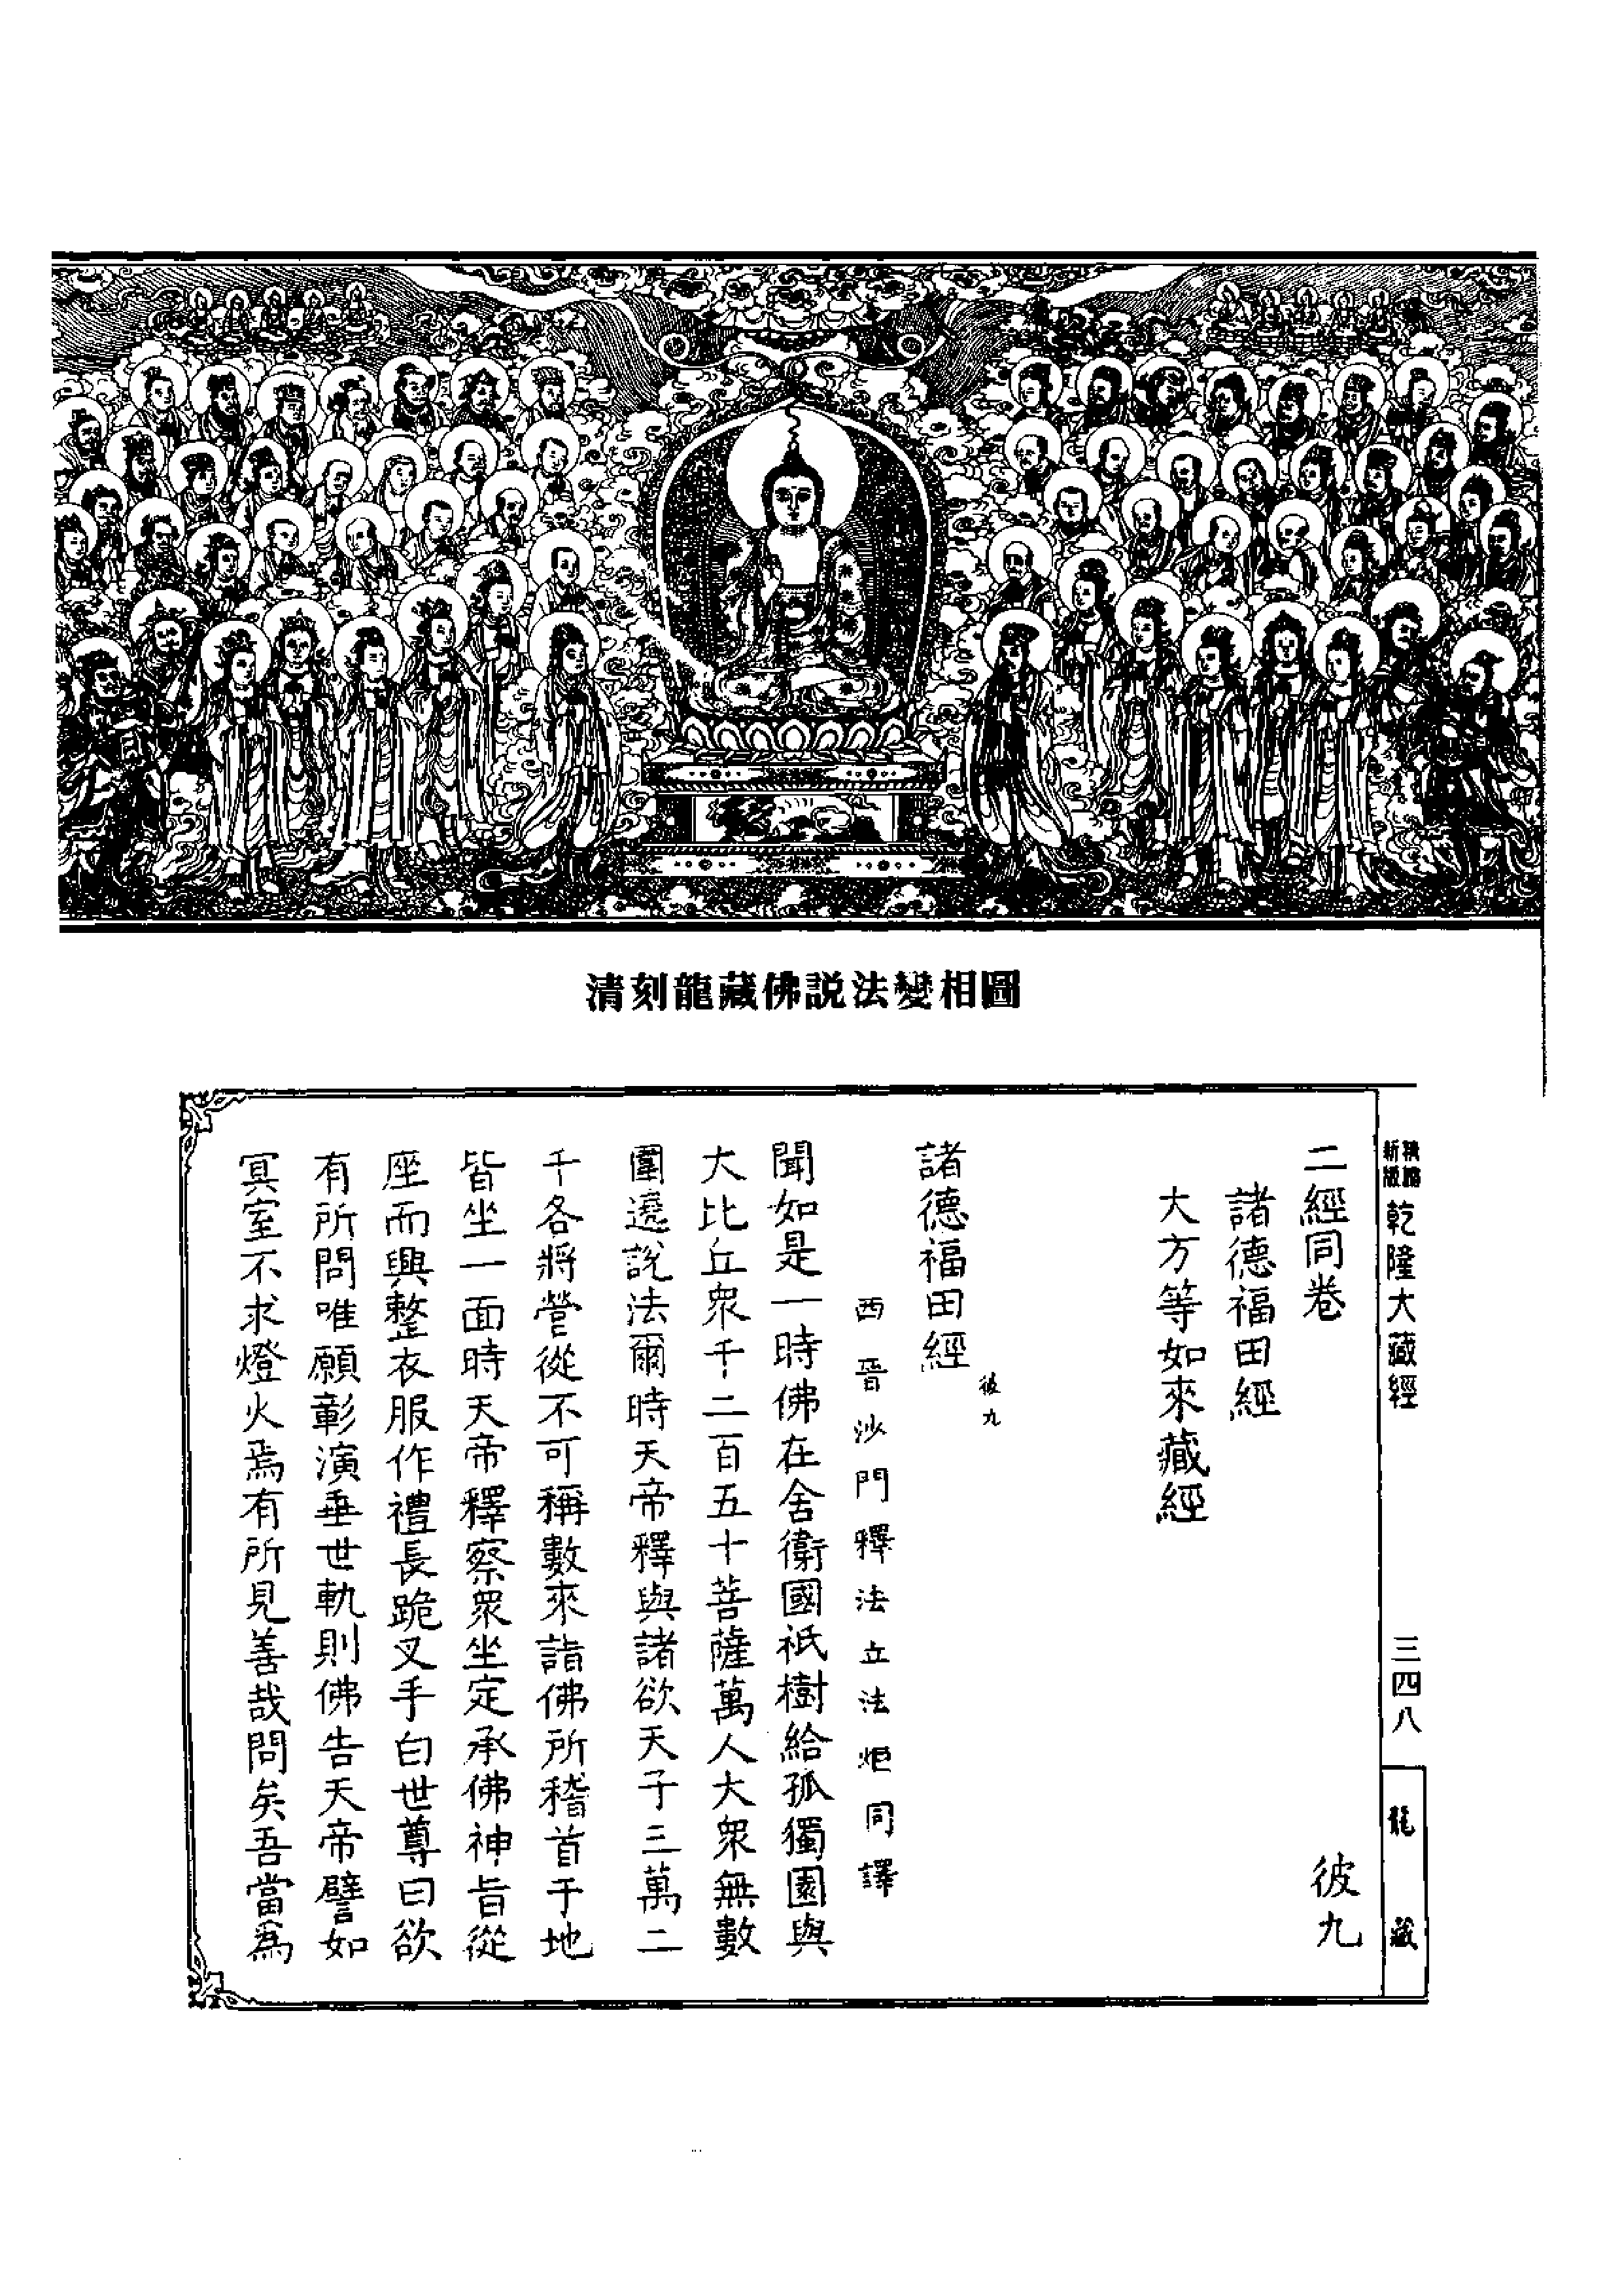 清刻龍藏佛説法變相圖
新版
精縮
乾隆大藏經
三四八
龍藏
二經同卷
彼九
諸德福田經
大方等如來藏經
諸德福田經
彼九
西晉沙門釋法立法炬同譯
聞如是一時佛在舍衛國祇樹給孤獨園與
大比丘衆千二百五十菩薩萬人大衆無數
圍遶說法爾時天帝釋與諸欲天子三萬二
千各將營從不可稱數來詣佛所稽首于地
皆坐一面時天帝釋察衆坐定承佛神旨從
座而興整衣服作禮長跪叉手白世尊曰欲
有所問唯願彰演垂世軌則佛告天帝譬如
冥室不求燈火焉有所見善哉問矣吾當爲